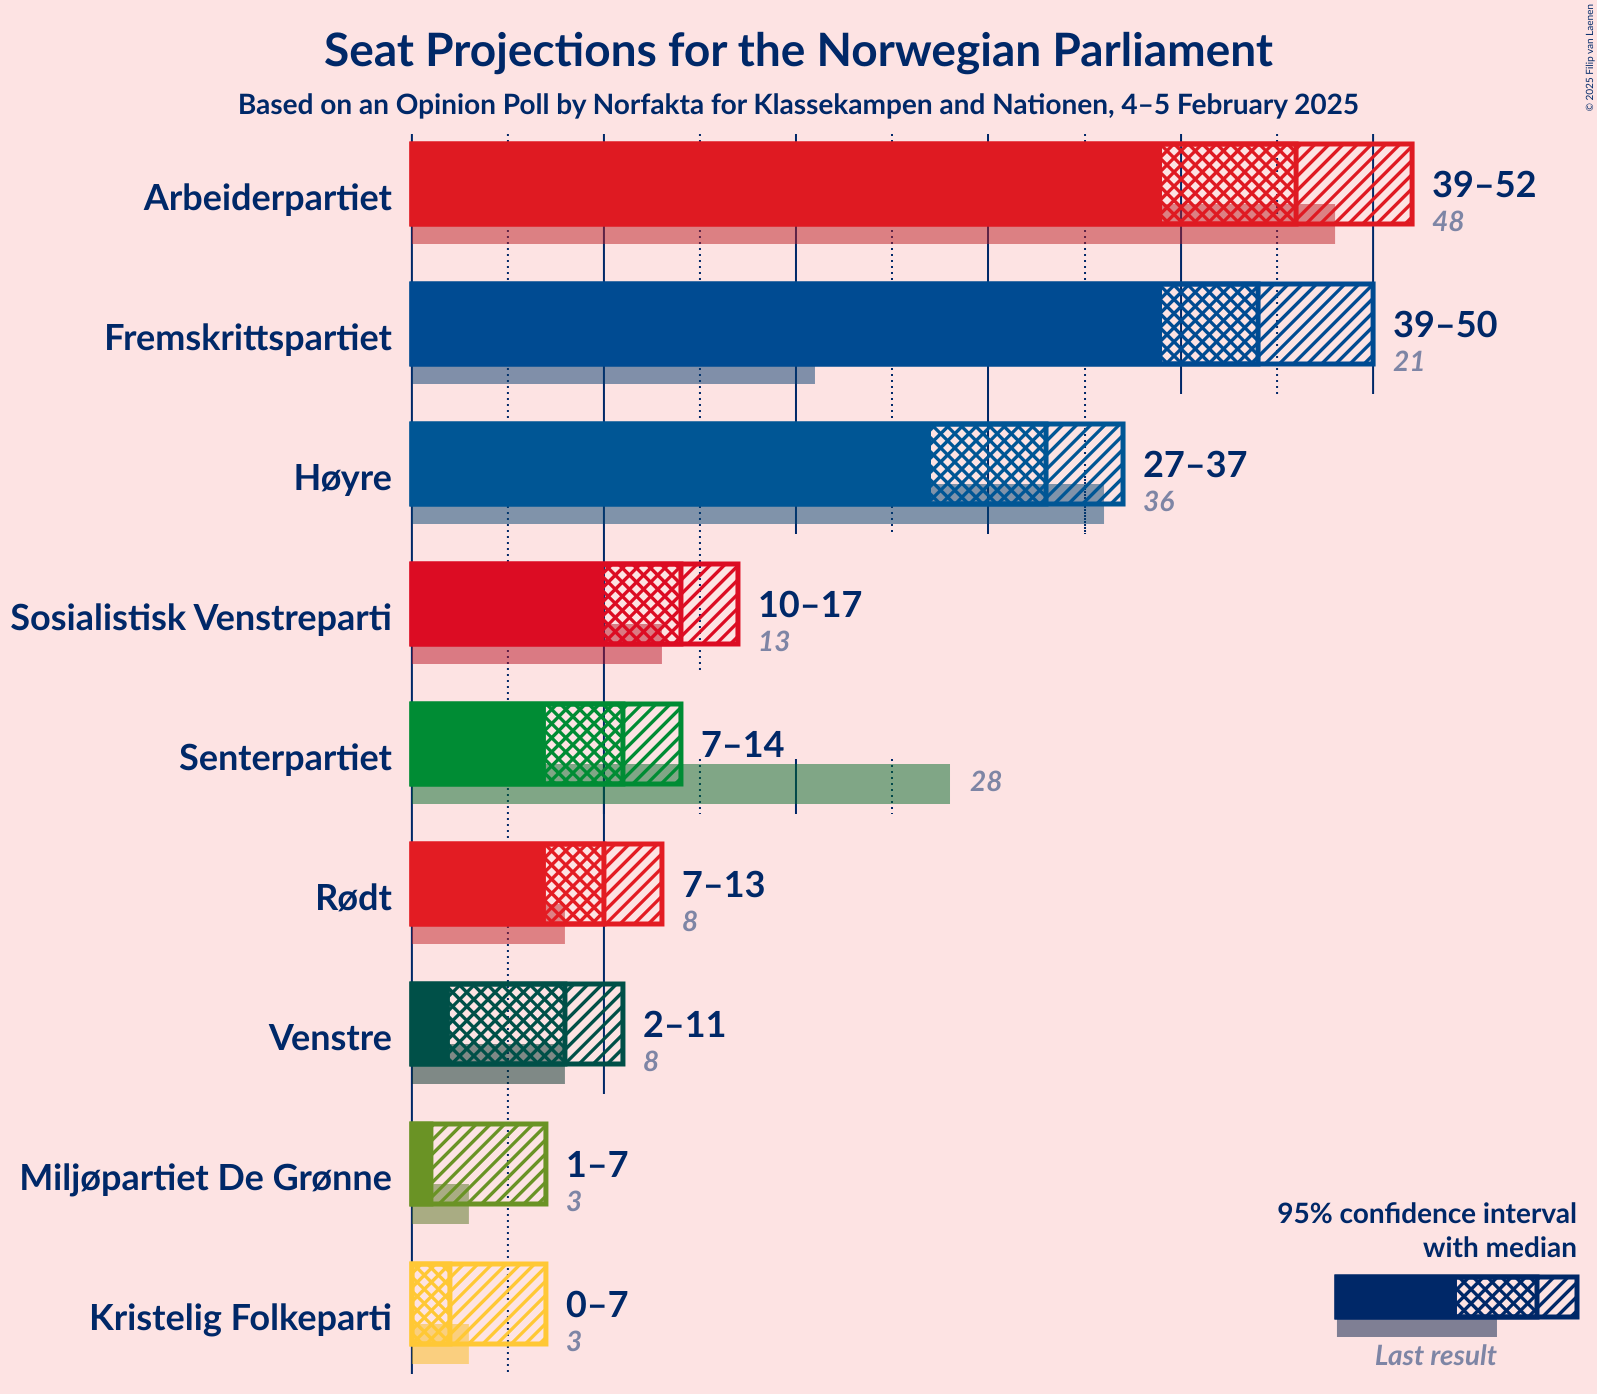 Seat Projections for the Norwegian Parliament
Based on an Opinion Poll by Norfakta for Klassekampen and Nationen, 4–5 February 2025
© 2025 Filip van Laenen
Arbeiderpartiet
39–52
48
Fremskrittspartiet
39–50
21
Høyre
27–37
36
Sosialistisk Venstreparti
10–17
13
Senterpartiet
7–14
28
Rødt
7–13
8
Venstre
2–11
8
Miljøpartiet De Grønne
1–7
3
Kristelig Folkeparti
0–7
3
95% confidence interval
with median
Last result